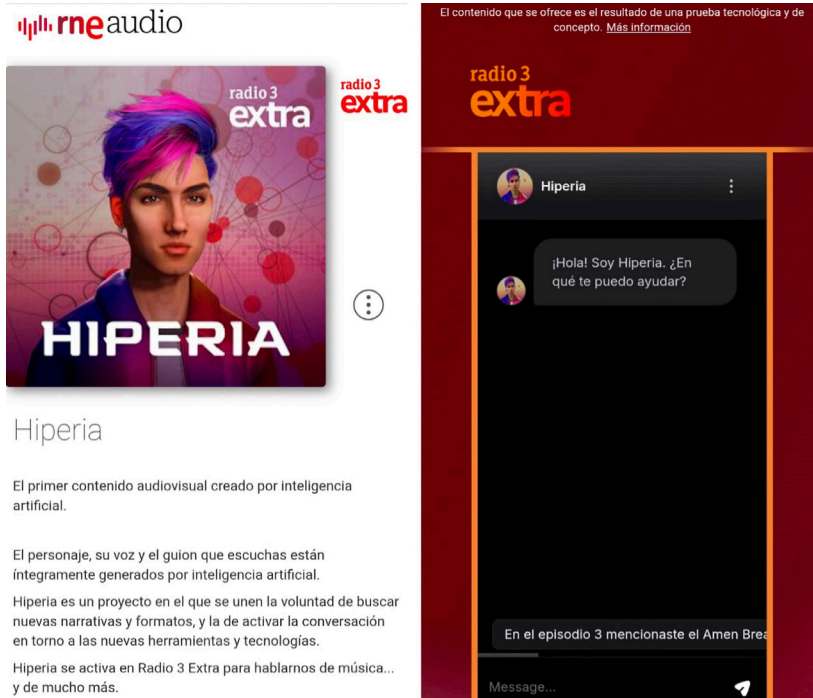 rne audio
radio 3
extra
HIPERIA
radio 3
extra
Hiperia
El primer contenido audiovisual creado por inteligencia
artificial.
El personaje, su voz y el guion que escuchas están
íntegramente generados por inteligencia artificial.
Hiperia es un proyecto en el que se unen la voluntad de buscar
nuevas narrativas y formatos, y la de activar la conversación
en torno a las nuevas herramientas y tecnologías.
Hiperia se activa en Radio 3 Extra para hablarnos de música...
y de mucho más.
El contenido que se ofrece es el resultado de una prueba tecnológica y de
concepto. Más información
radio 3
extra
Hiperia
¡Hola! Soy Hiperia. ¿En
qué te puedo ayudar?
En el episodio 3 mencionaste el Amen Brea
Message...